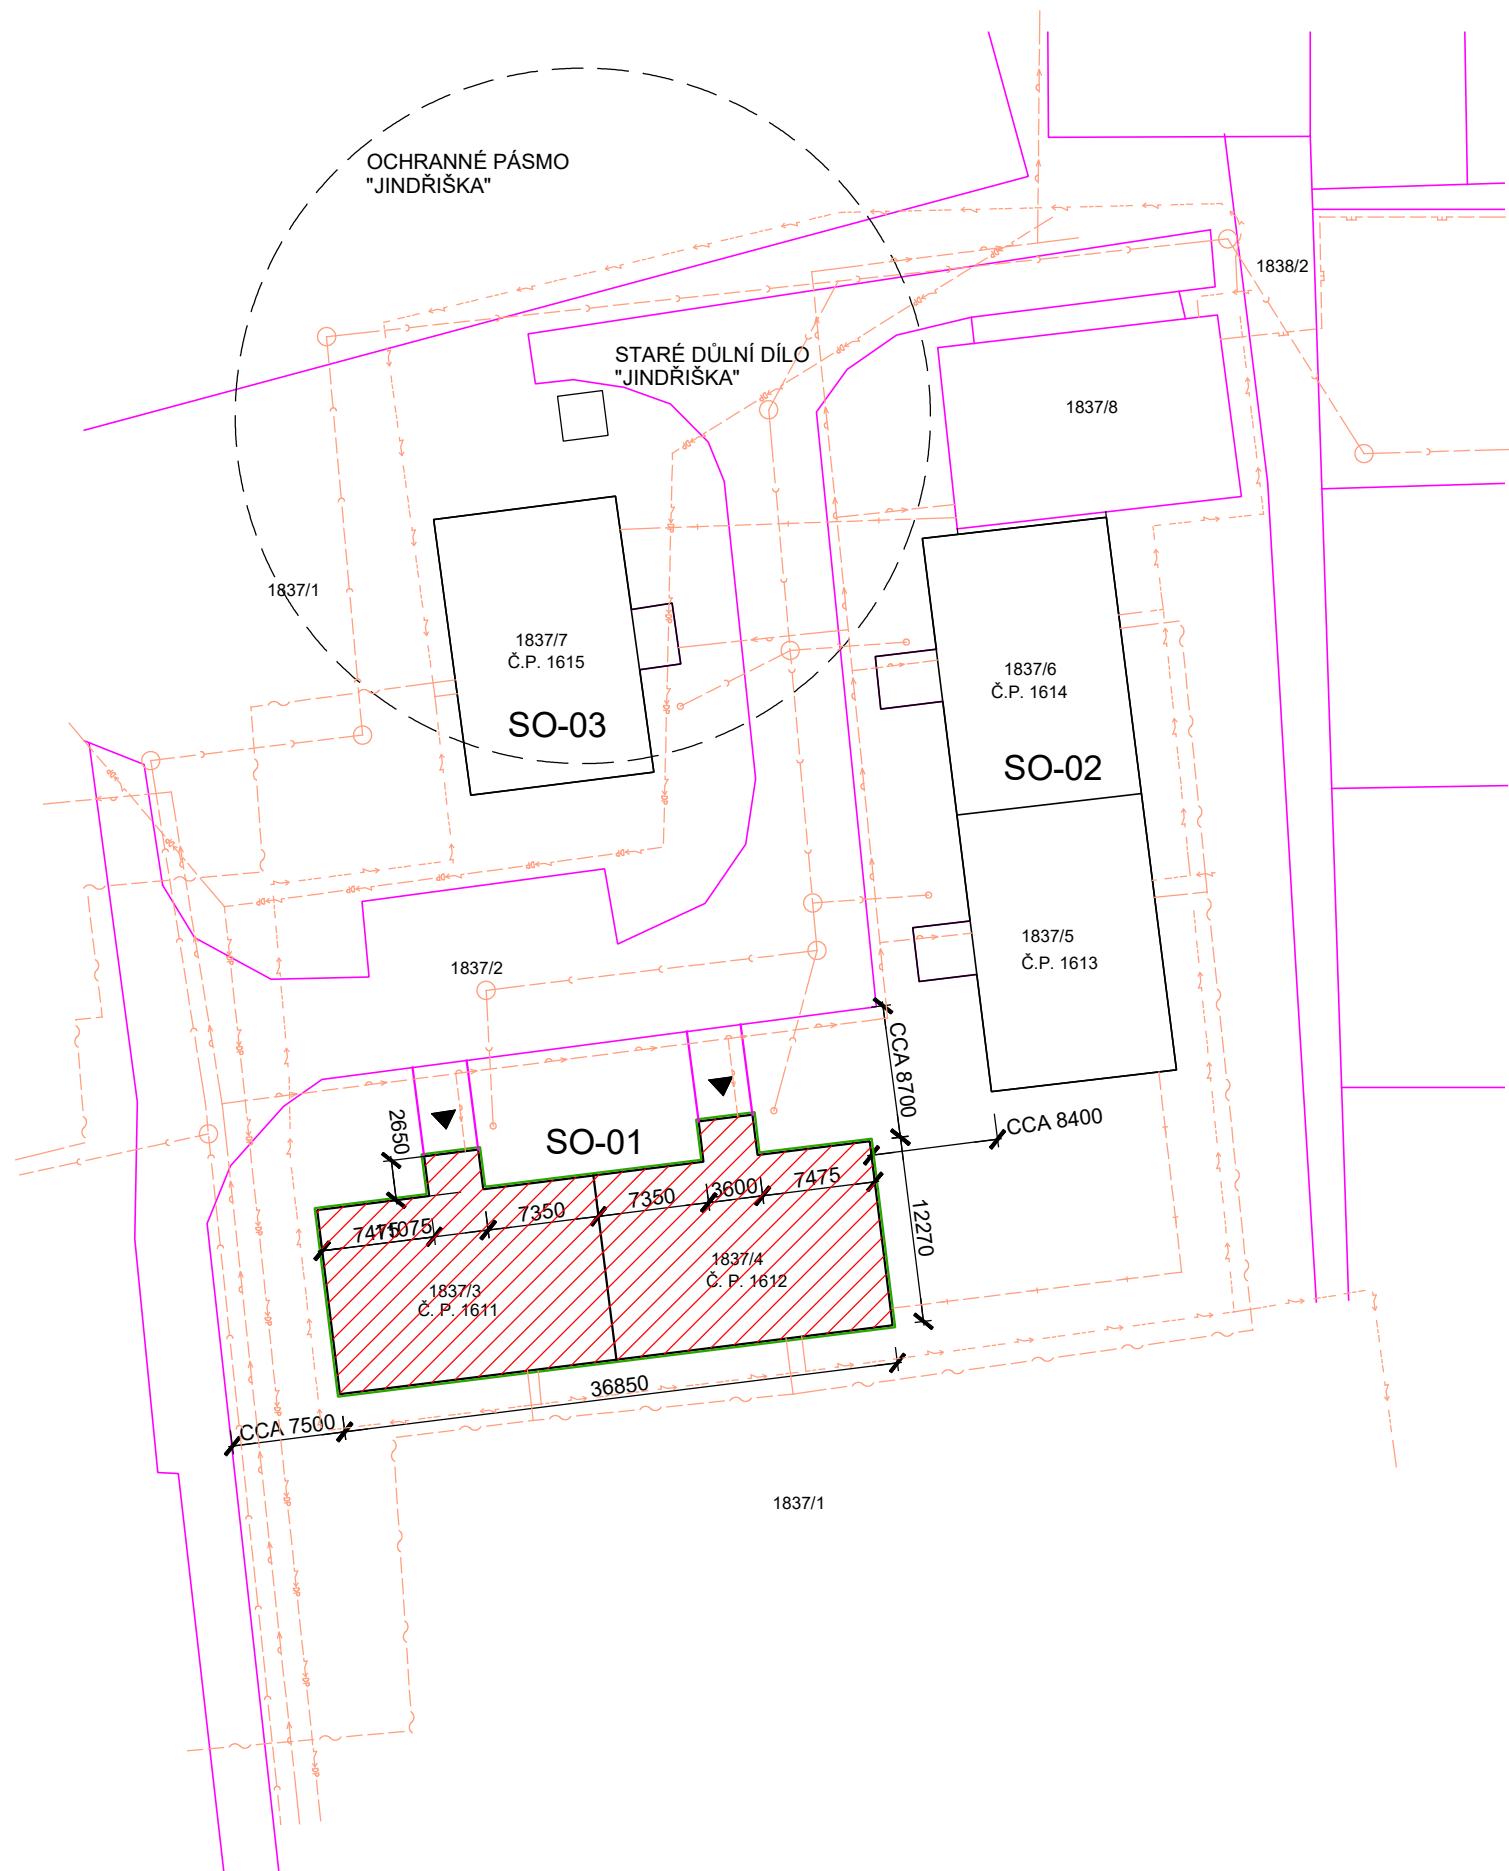 OCHRANNÉ PÁSMO
"JINDŘIŠKA"
1838/2
STARÉ DŮLNÍ DÍLO
"JINDŘIŠKA"
1837/8
1837/1
1837/7
Č.P. 1615
SO-03
1837/6
Č.P. 1614
SO-02
1837/5
Č.P. 1613
1837/2
CCA 8700
CCA 8400
2650
SO-01
7475
11075
7350
7350
3600
7475
12270
1837/4
Č. P. 1612
1837/3
Č. P. 1611
36850
CCA 7500
1837/1